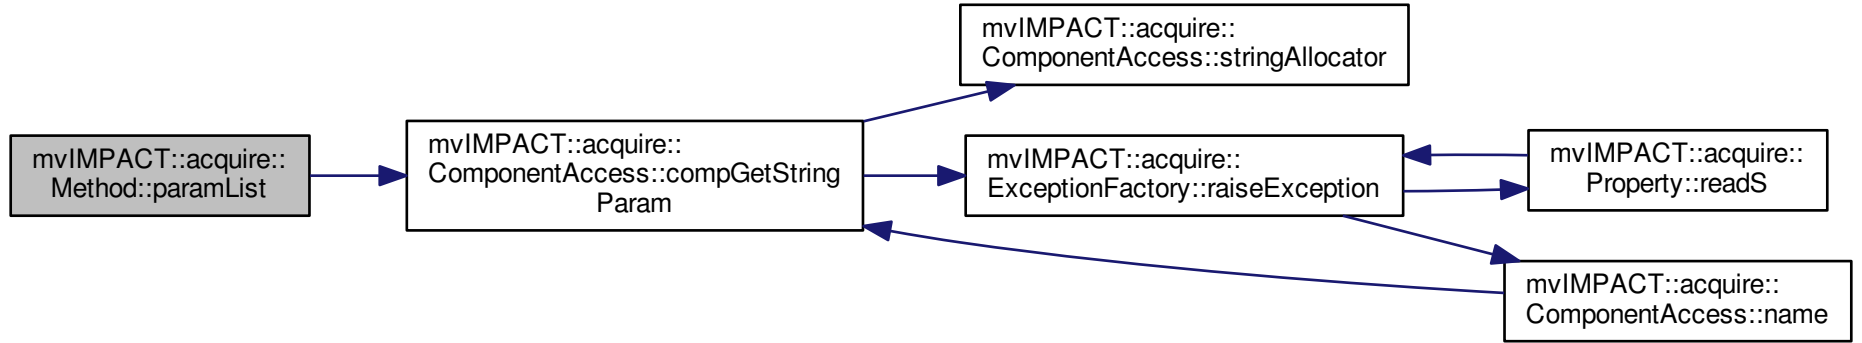 mvIMPACT::acquire::
Method::paramList
mvIMPACT::acquire::
ComponentAccess::compGetString
Param
mvIMPACT::acquire::
ComponentAccess::stringAllocator
mvIMPACT::acquire::
ExceptionFactory::raiseException
mvIMPACT::acquire::
Property::readS
mvIMPACT::acquire::
ComponentAccess::name